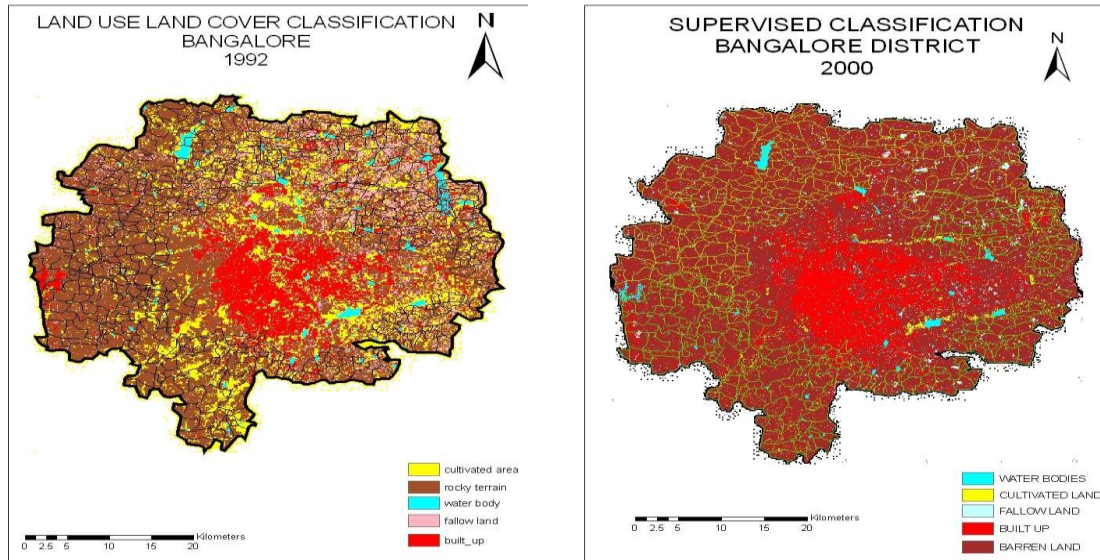 LAND USE LAND COVER CLASSIFICATION
BANGALORE
1992
N
cultivated area
rocky terrain
water body
fallow land
built_up
Kilometers
0 2.5 5 10 15 20
SUPERVISED CLASSIFICATION
BANGALORE DISTRICT
2000
N
WATER BODIES
CULTIVATED LAND
FALLOW LAND
BUILT UP
BARREN LAND
Kilometers
0 2.5 5 10 15 20